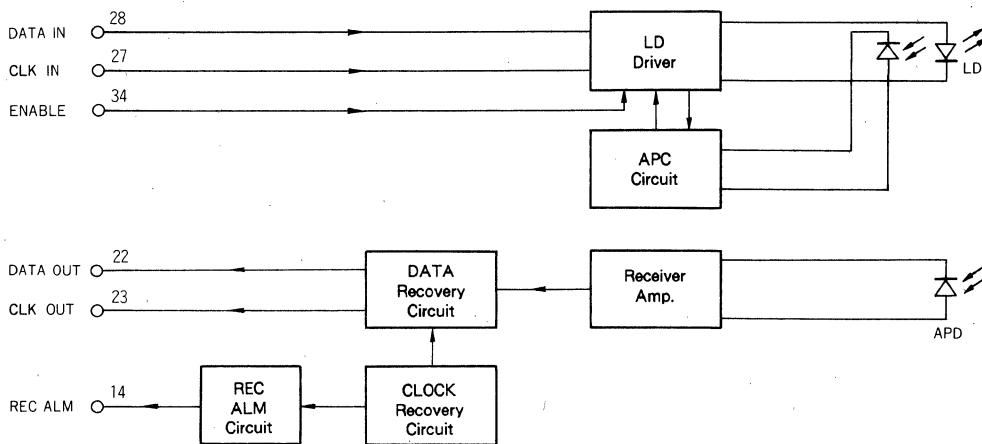 28
DATA IN
27
CLK IN
34
ENABLE
LD
Driver
LD
APC
Circuit
22
DATA OUT
23
CLK OUT
DATA
Recovery
Circuit
Receiver
Amp.
APD
14
REC ALM
REC
ALM
Circuit
CLOCK
Recovery
Circuit